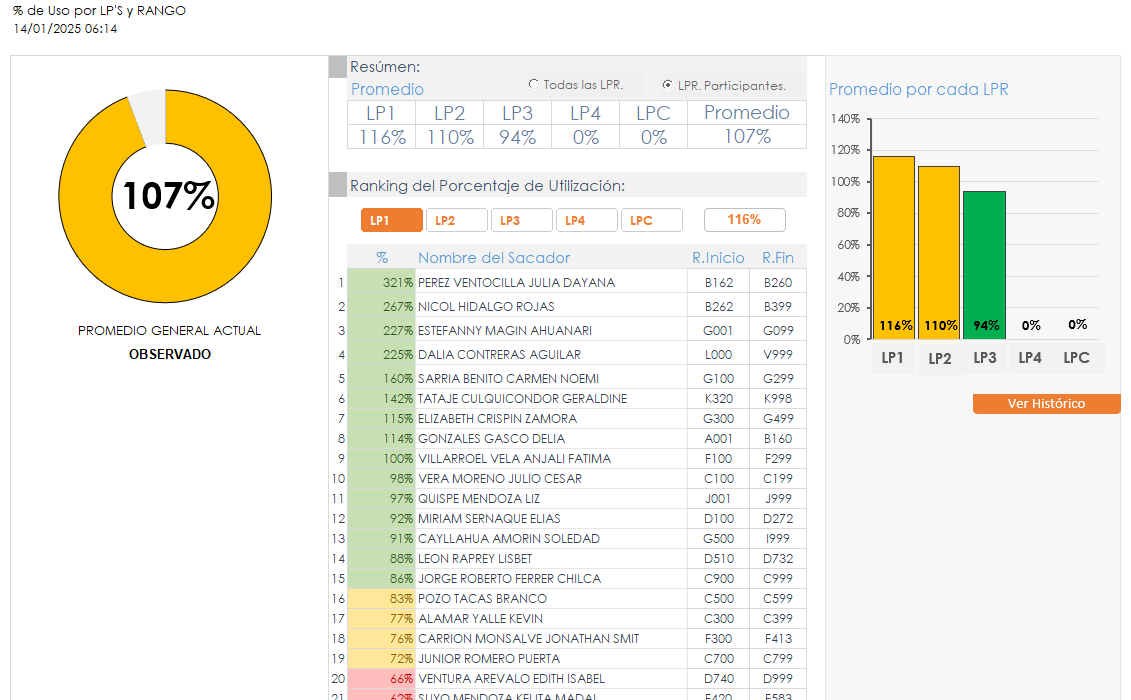 % de Uso por LP'S y RANGO
14/01/2025 06:14
107%
PROMEDIO GENERAL ACTUAL
OBSERVADO
Resúmen:
Promedio
Todas las LPR.
LPR. Participantes.
LP1 LP2 LP3 LP4 LPC Promedio
116% 110% 94% 0% 0% 107%
Ranking del Porcentaje de Utilización:
LP1 LP2 LP3 LP4 LPC 116%
% Nombre del Sacador R.Inicio R.Fin
1 321% PEREZ VENTOCILLA JULIA DAYANA B162 B260
2 267% NICOL HIDALGO ROJAS B262 B399
3 227% ESTEFANNY MAGIN AHUANARI G001 G099
4 225% DALIA CONTRERAS AGUILAR L000 V999
5 160% SARRIA BENITO CARMEN NOEMI G100 G299
6 142% TATAJE CULQUICONDOR GERALDINE K320 K998
7 115% ELIZABETH CRISPIN ZAMORA G300 G499
8 114% GONZALES GASCO DELIA A001 B160
9 100% VILLARROEL VELA ANJALI FATIMA F100 F299
10 98% VERA MORENO JULIO CESAR C100 C199
11 97% QUISPE MENDOZA LIZ J001 J999
12 92% MIRIAM SERNAQUE ELIAS D100 D272
13 91% CAYLLAHUA AMORIN SOLEDAD G500 I999
14 88% LEON RAPREY LISBET D510 D732
15 86% JORGE ROBERTO FERRER CHILCA C900 C999
16 83% POZO TACAS BRANCO C500 C599
17 77% ALAMAR YALLE KEVIN C300 C399
18 76% CARRION MONSALVE JONATHAN SMIT F300 F413
19 72% JUNIOR ROMERO PUERTA C700 C799
20 66% VENTURA AREVALO EDITH ISABEL D740 D999
21 62% SUYO MENDOZA KEUTA MADAI F420 F583
Promedio por cada LPR
140%
120%
100%
80%
60%
40%
20%
0%
116% 110% 94% 0% 0%
LP1 LP2 LP3 LP4 LPC
Ver Histórico